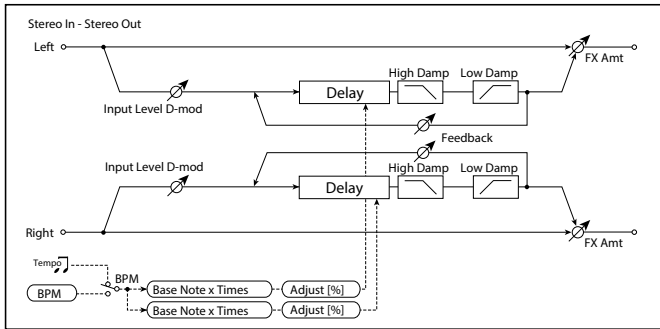 Stereo In - Stereo Out
Left
FX Amt
High Damp
Low Damp
Delay
Input Level D-mod
Feedback
Input Level D-mod
High Damp
Low Damp
Delay
Right
FX Amt
Tempo
BPM
BPM
Base Note x Times
Adjust [%]
Base Note x Times
Adjust [%]